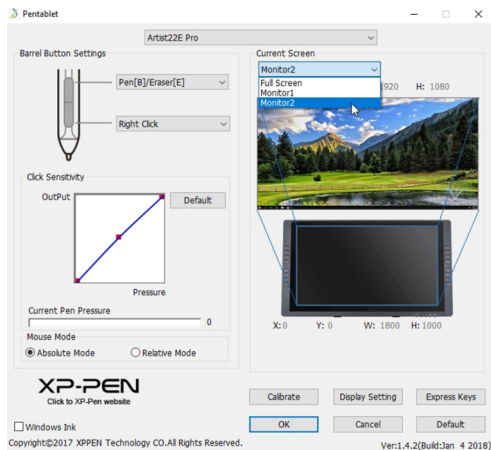 Pentablet
Artist22E Pro
Barrel Button Settings
Pen[B]/Eraser[E]
Right Click
Click Sensitivity
OutPut
Default
Pressure
Current Pen Pressure
0
Mouse Mode
Absolute Mode Relative Mode
XP-PEN
Click to XP-Pen website
Windows Ink
Copyright©2017 XPPEN Technology CO.All Rights Reserved.
Current Screen
Monitor2
Full Screen
Monitor1
Monitor2
1920 H: 1080
X: 0 Y: 0 W: 1800 H: 1000
Calibrate Display Setting Express Keys
OK Cancel Default
Ver:1.4.2(Build:Jan 4 2018)